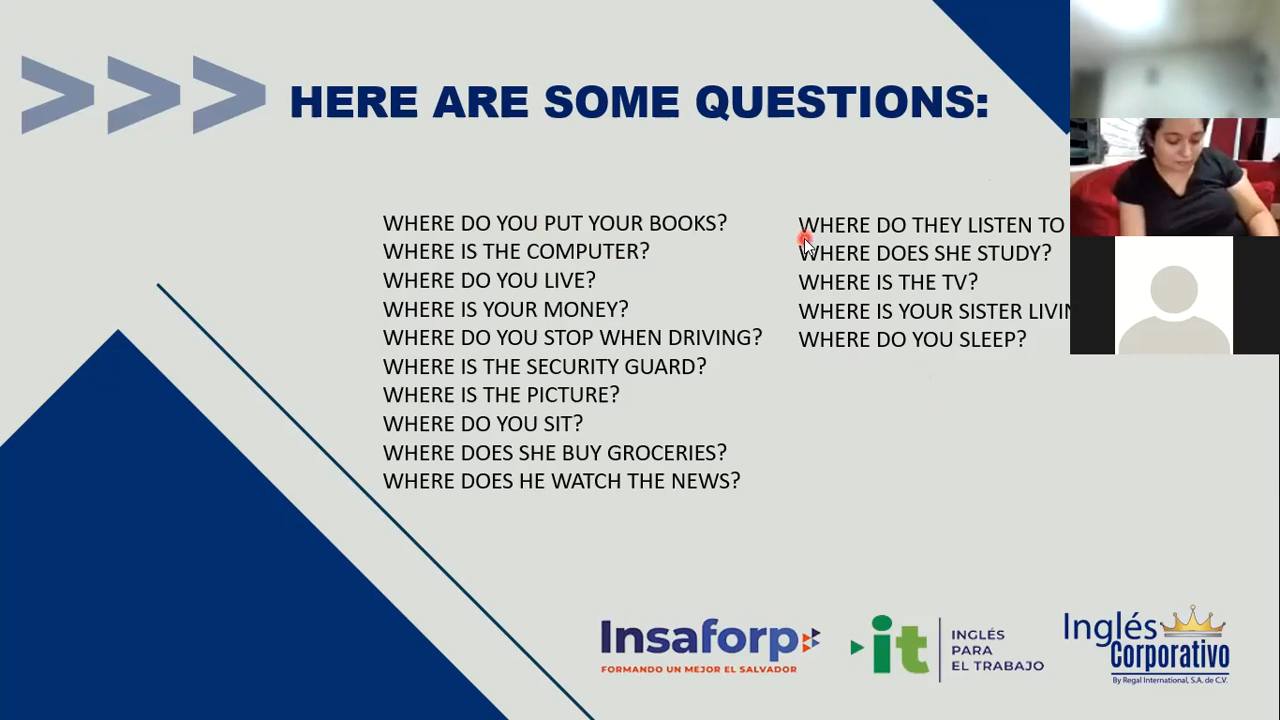 >>> HERE ARE SOME QUESTIONS:
WHERE DO YOU PUT YOUR BOOKS?
WHERE IS THE COMPUTER?
WHERE DO YOU LIVE?
WHERE IS YOUR MONEY?
WHERE DO YOU STOP WHEN DRIVING?
WHERE IS THE SECURITY GUARD?
WHERE IS THE PICTURE?
WHERE DO YOU SIT?
WHERE DOES SHE BUY GROCERIES?
WHERE DOES HE WATCH THE NEWS?
WHERE DO THEY LISTEN TO
WHERE DOES SHE STUDY?
WHERE IS THE TV?
WHERE IS YOUR SISTER
WHERE DO YOU SLEEP?
Insaforp
FORMANDO UN MEJOR EL SALVADOR
it
INGLÉS
PARA
EL TRABAJO
Inglés
Corporativo
By Regal International, S.A. de C.V.